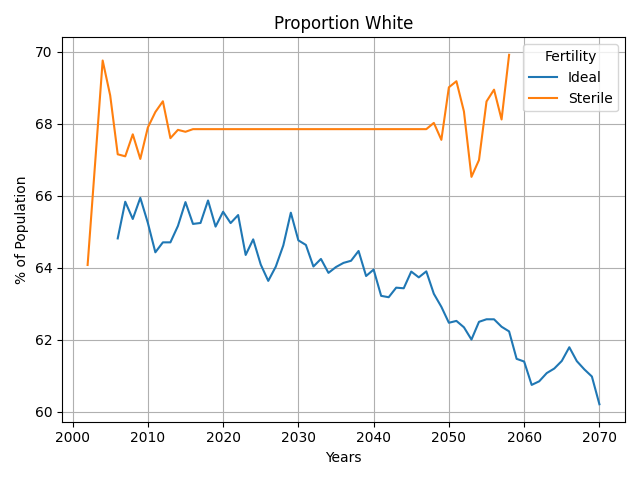 Proportion White
Fertility
Ideal
Sterile
70
68
66
64
62
60
% of Population
2000 2010 2020 2030 2040 2050 2060 2070
Years